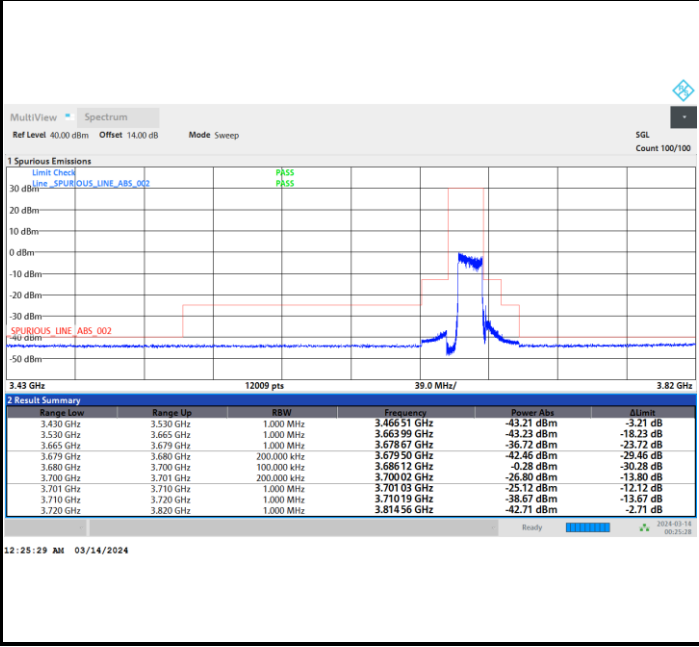 MultiView Spectrum
Ref Level 40.00 dBm Offset 14.00 dB Mode Sweep SGL
Count 100/100
1 Spurious Emissions
Limit Check PASS
Line _SPURIOUS_LINE_ABS_002 PASS
30 dBm
20 dBm
10 dBm
0 dBm
-10 dBm
-20 dBm
-30 dBm
_SPURIOUS_LINE_ABS_002
-40 dBm
-50 dBm
3.43 GHz 12009 pts 39.0 MHz/ 3.82 GHz
2 Result Summary
Range Low Range Up RBW Frequency Power Abs ΔLimit
3.430 GHz 3.530 GHz 1.000 MHz 3.466 51 GHz -43.21 dBm -3.21 dB
3.530 GHz 3.665 GHz 1.000 MHz 3.663 99 GHz -43.23 dBm -18.23 dB
3.665 GHz 3.679 GHz 1.000 MHz 3.678 67 GHz -36.72 dBm -23.72 dB
3.679 GHz 3.680 GHz 200.000 kHz 3.679 50 GHz -42.46 dBm -29.46 dB
3.680 GHz 3.700 GHz 100.000 kHz 3.686 12 GHz -0.28 dBm -30.28 dB
3.700 GHz 3.701 GHz 200.000 kHz 3.700 02 GHz -26.80 dBm -13.80 dB
3.701 GHz 3.710 GHz 1.000 MHz 3.701 03 GHz -25.12 dBm -12.12 dB
3.710 GHz 3.720 GHz 1.000 MHz 3.710 19 GHz -38.67 dBm -13.67 dB
3.720 GHz 3.820 GHz 1.000 MHz 3.814 56 GHz -42.71 dBm -2.71 dB
Ready 2024-03-14
00:25:28
12:25:29 AM 03/14/2024